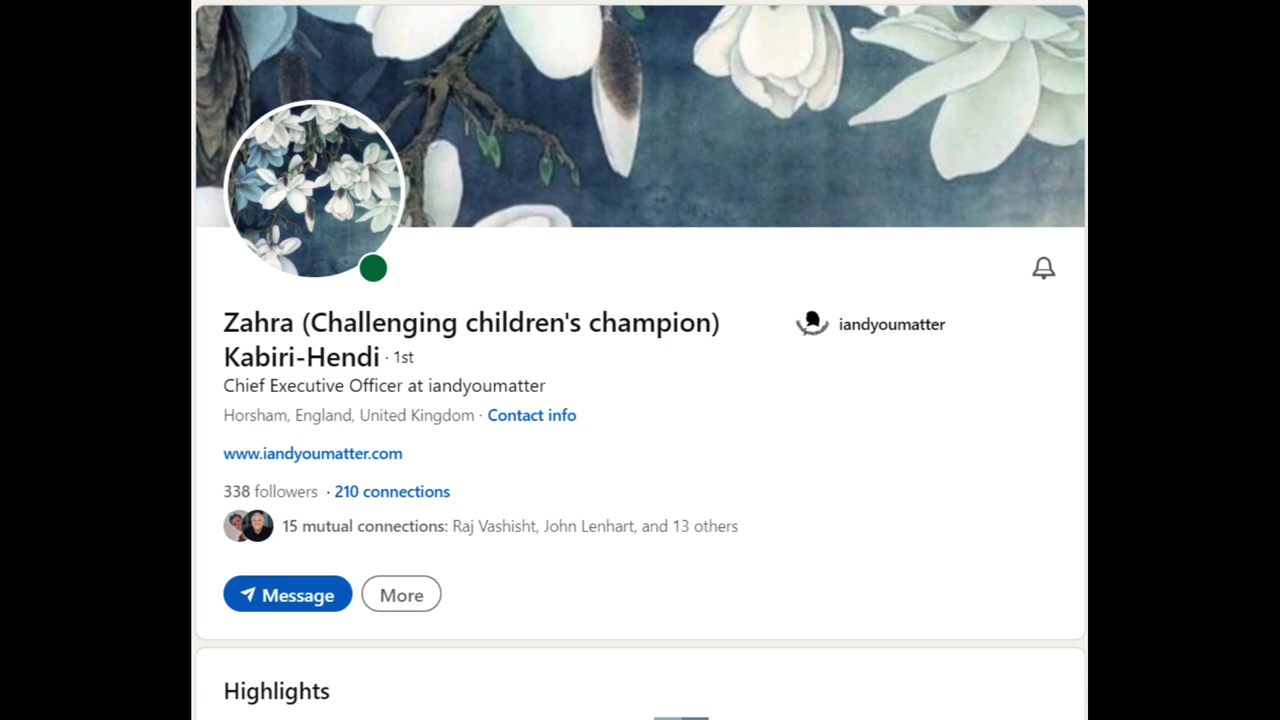 Zahra (Challenging children's champion)
Kabiri-Hendi · 1st
iandyoumatter
Chief Executive Officer at iandyoumatter
Horsham, England, United Kingdom · Contact info
www.iandyoumatter.com
338 followers · 210 connections
15 mutual connections: Raj Vashisht, John Lenhart, and 13 others
Message
More
Highlights